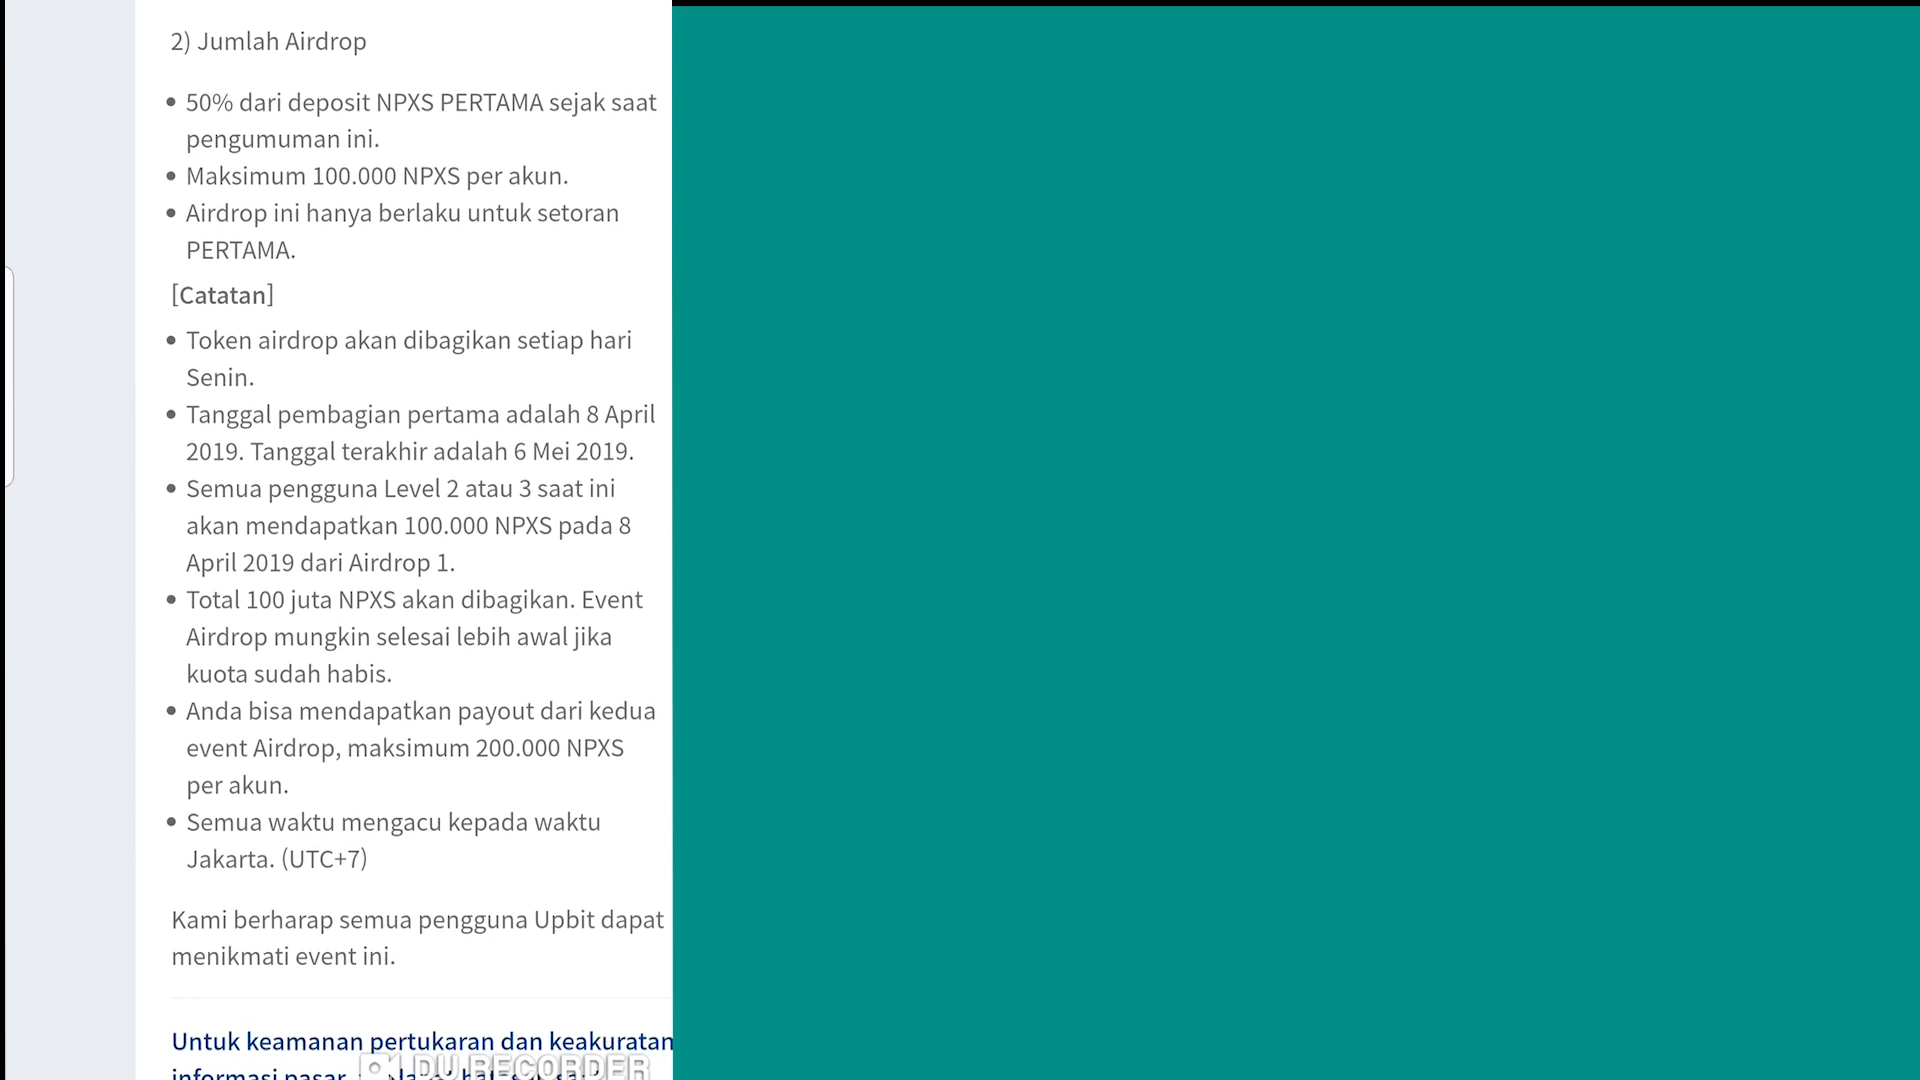 2) Jumlah Airdrop
• 50% dari deposit NPXS PERTAMA sejak saat
pengumuman ini.
• Maksimum 100.000 NPXS per akun.
• Airdrop ini hanya berlaku untuk setoran
PERTAMA.
[Catatan]
• Token airdrop akan dibagikan setiap hari
Senin.
• Tanggal pembagian pertama adalah 8 April
2019. Tanggal terakhir adalah 6 Mei 2019.
• Semua pengguna Level 2 atau 3 saat ini
akan mendapatkan 100.000 NPXS pada 8
April 2019 dari Airdrop 1.
• Total 100 juta NPXS akan dibagikan. Event
Airdrop mungkin selesai lebih awal jika
kuota sudah habis.
• Anda bisa mendapatkan payout dari kedua
event Airdrop, maksimum 200.000 NPXS
per akun.
• Semua waktu mengacu kepada waktu
Jakarta. (UTC+7)
Kami berharap semua pengguna Upbit dapat
menikmati event ini.
Untuk keamanan pertukaran dan keakuratan
informasi pasar
DU RECORDER